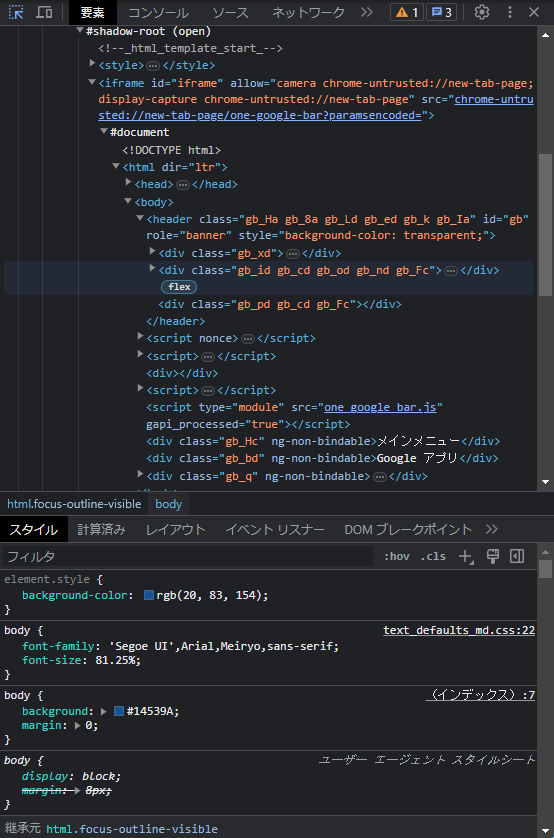 要素 コンソール ソース ネットワーク 1 3
#shadow-root (open)
<!--_html_template_start_-->
<style>…</style>
<iframe id="iframe" allow="camera chrome-untrusted://new-tab-page;
display-capture chrome-untrusted://new-tab-page" src="chrome-untru
sted://new-tab-page/one-google-bar?paramsencoded=">
#document
<!DOCTYPE html>
<html dir="ltr">
<head>…</head>
<body>
<header class="gb_Ha gb_8a gb_Ld gb_ed gb_k gb_Ia" id="gb"
role="banner" style="background-color: transparent;">
<div class="gb_xd">…</div>
<div class="gb_id gb_cd gb_od gb_nd gb_Fc">…</div>
flex
<div class="gb_pd gb_cd gb_Fc"></div>
</header>
<script nonce>…</script>
<script>…</script>
<div></div>
<script>…</script>
<script type="module" src="one_google_bar.js"
gapi_processed="true"></script>
<div class="gb_Hc" ng-non-bindable>メインメニュー</div>
<div class="gb_bd" ng-non-bindable>Google アプリ</div>
<div class="gb_q" ng-non-bindable>…</div>
html.focus-outline-visible body
スタイル 計算済み レイアウト イベント リスナー DOM ブレークポイント
フィルタ :hov .cls
element.style {
background-color: rgb(20, 83, 154);
}
body { text_defaults_md.css:22
font-family: 'Segoe UI',Arial,Meiryo,sans-serif;
font-size: 81.25%;
}
body { (インデックス):7
background: #14539A;
margin: 0;
}
body { ユーザー エージェント スタイルシート
display: block;
margin: 8px;
}
継承元 html.focus-outline-visible